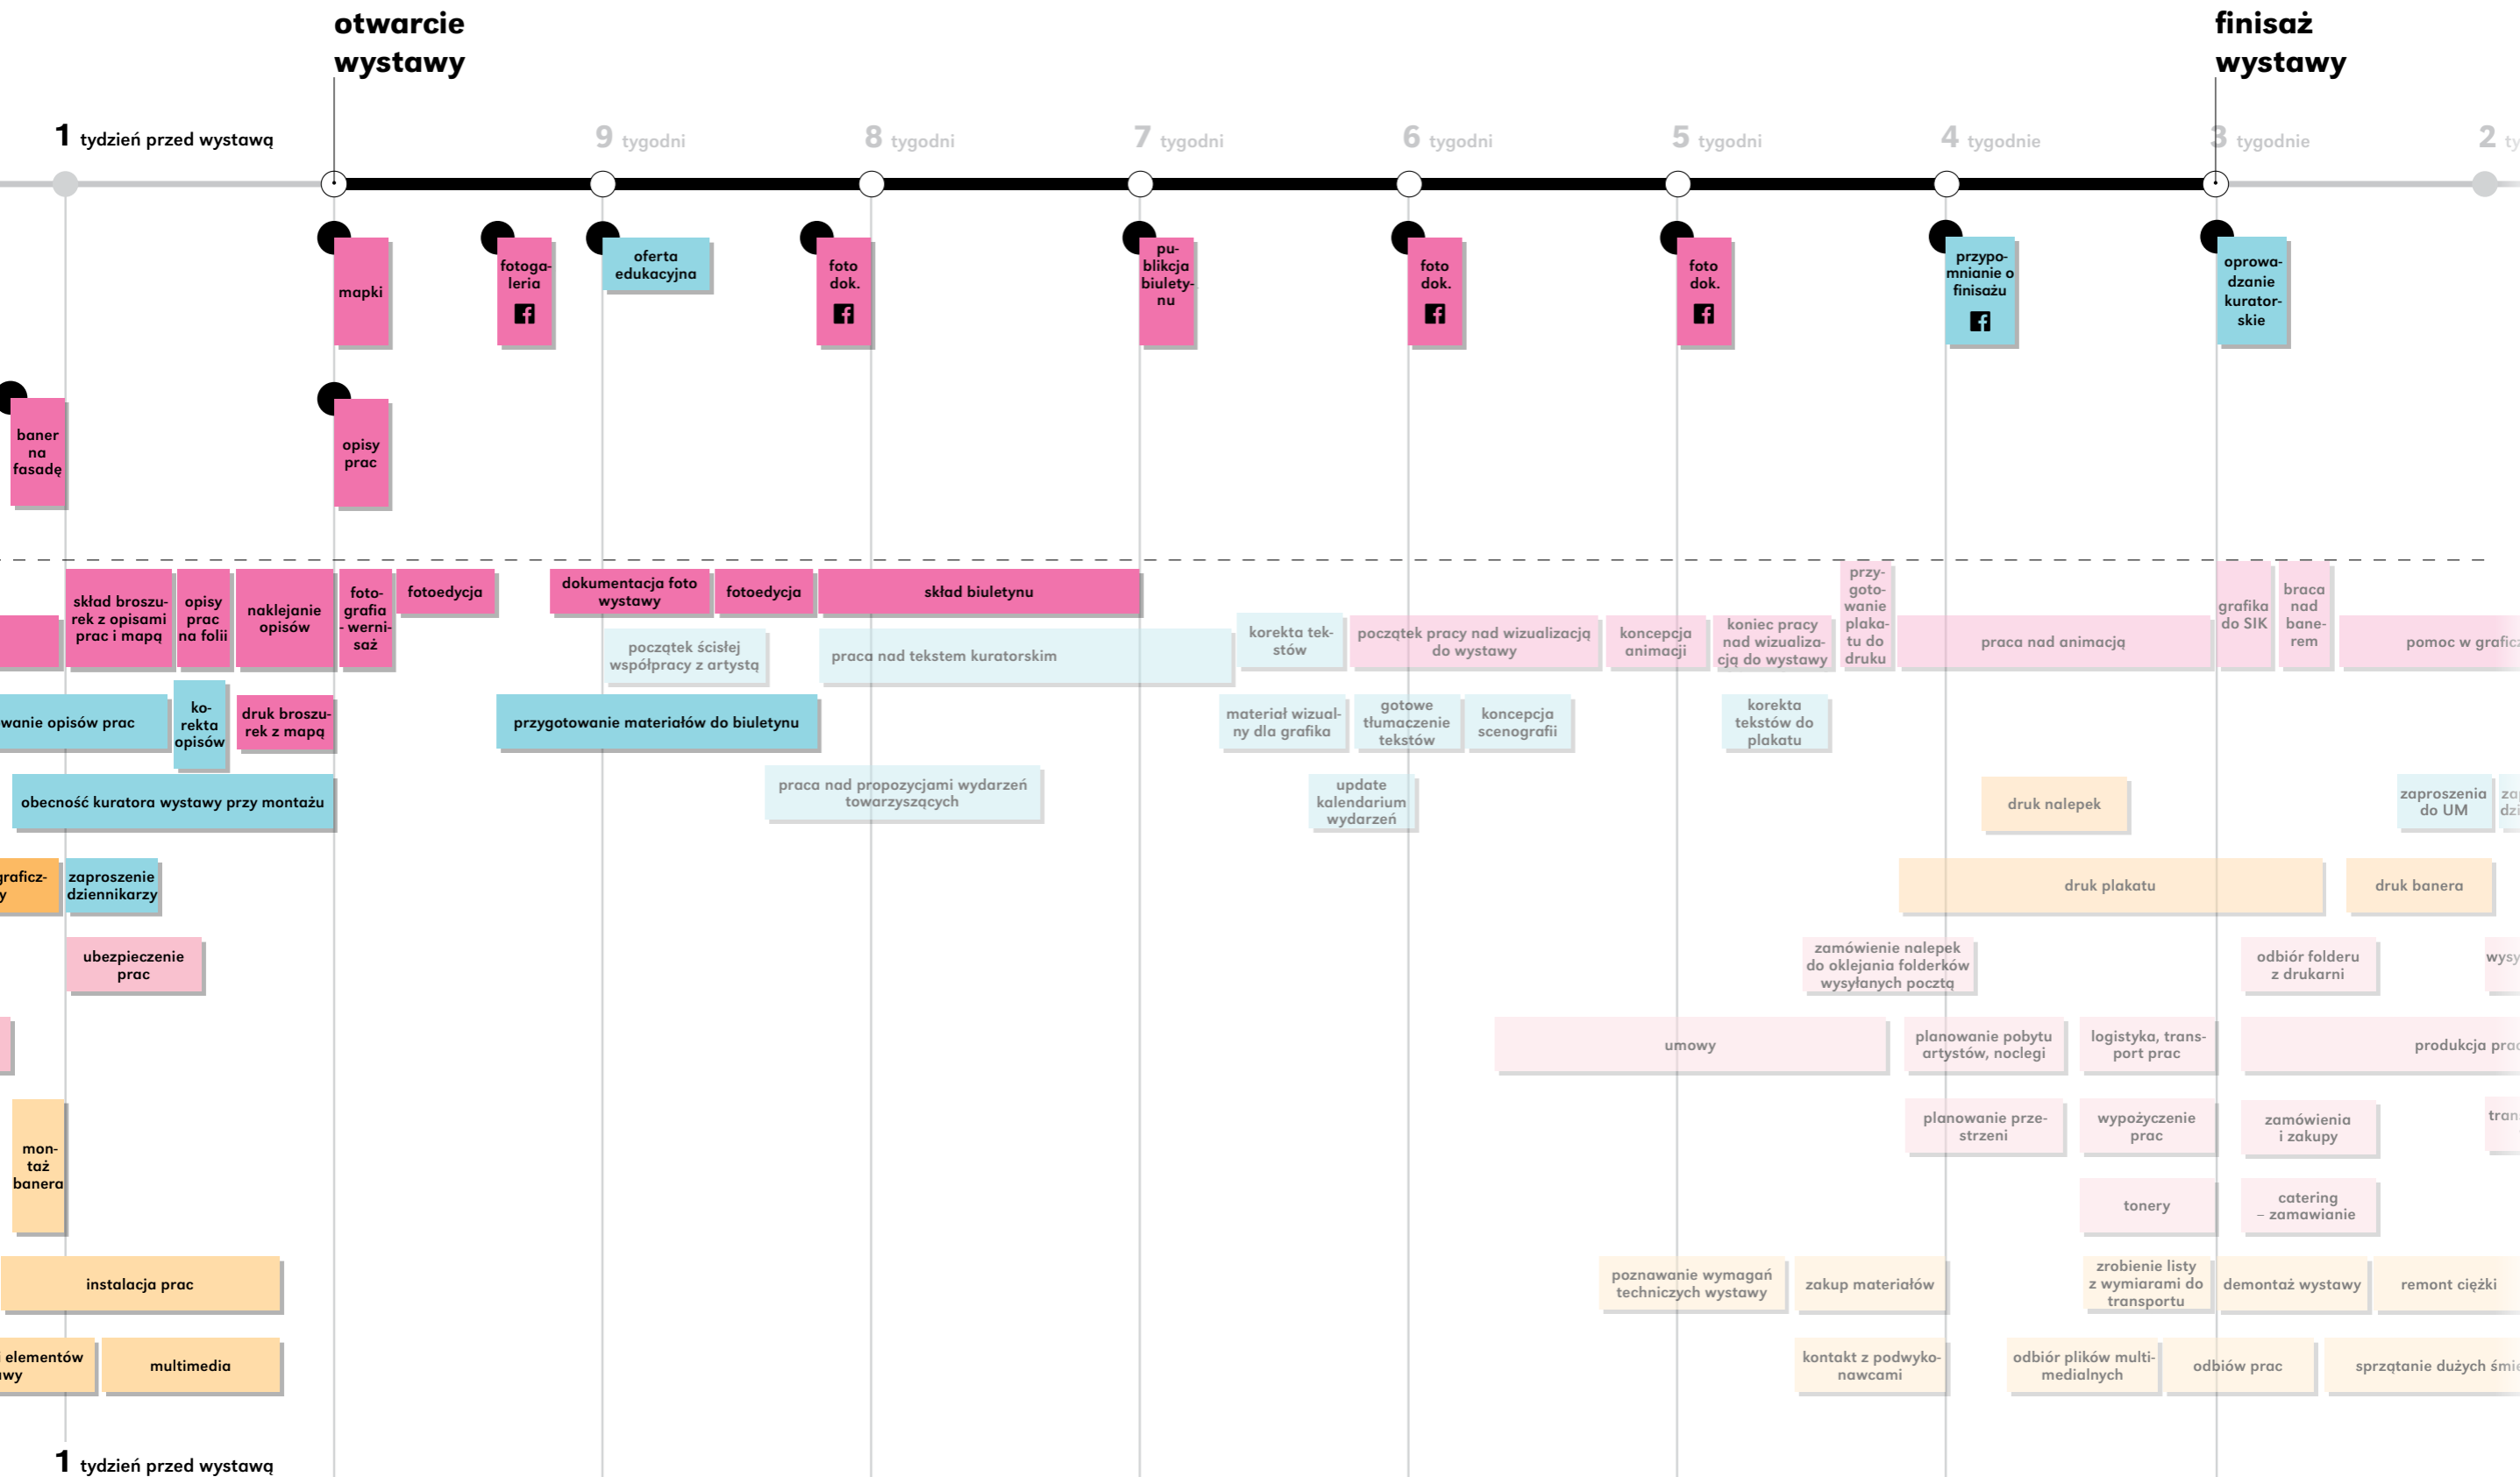 otwarcie
wystawy
finisaż
wystawy
1 tydzień przed wystawą
9 tygodni
8 tygodni
7 tygodni
6 tygodni
5 tygodni
4 tygodnie
3 tygodnie
2 ty
mapki
fotoga-
leria
oferta
edukacyjna
foto
dok.
pu-
blikcja
biulety-
nu
foto
dok.
foto
dok.
przypo-
mnianie o
finisażu
oprowa-
dzanie
kurator-
skie
baner
na
fasadę
opisy
prac
skład broszu-
rek z opisami
prac i mapą
opisy
prac
na folii
naklejanie
opisów
foto-
grafia
- werni-
saż
fotoedycja
dokumentacja foto
wystawy
fotoedycja
skład biuletynu
początek ścisłej
współpracy z artystą
praca nad tekstem kuratorskim
korekta tek-
stów
początek pracy nad wizualizacją
do wystawy
koncepcja
animacji
koniec pracy
nad wizualiza-
cją do wystawy
przy-
goto-
wanie
plaka-
tu do
druku
praca nad animacją
grafika
do SIK
braca
nad
bane-
rem
pomoc w graficz
wanie opisów prac
ko-
rekta
opisów
druk broszu-
rek z mapą
przygotowanie materiałów do biuletynu
materiał wizual-
ny dla grafika
gotowe
tłumaczenie
tekstów
koncepcja
scenografii
korekta
tekstów do
plakatu
obecność kuratora wystawy przy montażu
praca nad propozycjami wydarzeń
towarzyszących
update
kalendarium
wydarzeń
druk nalepek
zaproszenia
do UM
zap
dzi
graficz-
y
zaproszenie
dziennikarzy
druk plakatu
druk banera
ubezpieczenie
prac
zamówienie nalepek
do oklejania folderków
wysyłanych pocztą
odbiór folderu
z drukarni
wysy
umowy
planowanie pobytu
artystów, noclegi
logistyka, trans-
port prac
produkcja prac
mon-
taż
banera
planowanie prze-
strzeni
wypożyczenie
prac
zamówienia
i zakupy
tran
tonery
catering
– zamawianie
instalacja prac
poznawanie wymagań
technicznych wystawy
zakup materiałów
zrobienie listy
z wymiarami do
transportu
demontaż wystawy
remont ciężki
i elementów
awy
multimedia
kontakt z podwyko-
nawcami
odbiór plików multi-
medialnych
odbiów prac
sprzątanie dużych śmie
1 tydzień przed wystawą